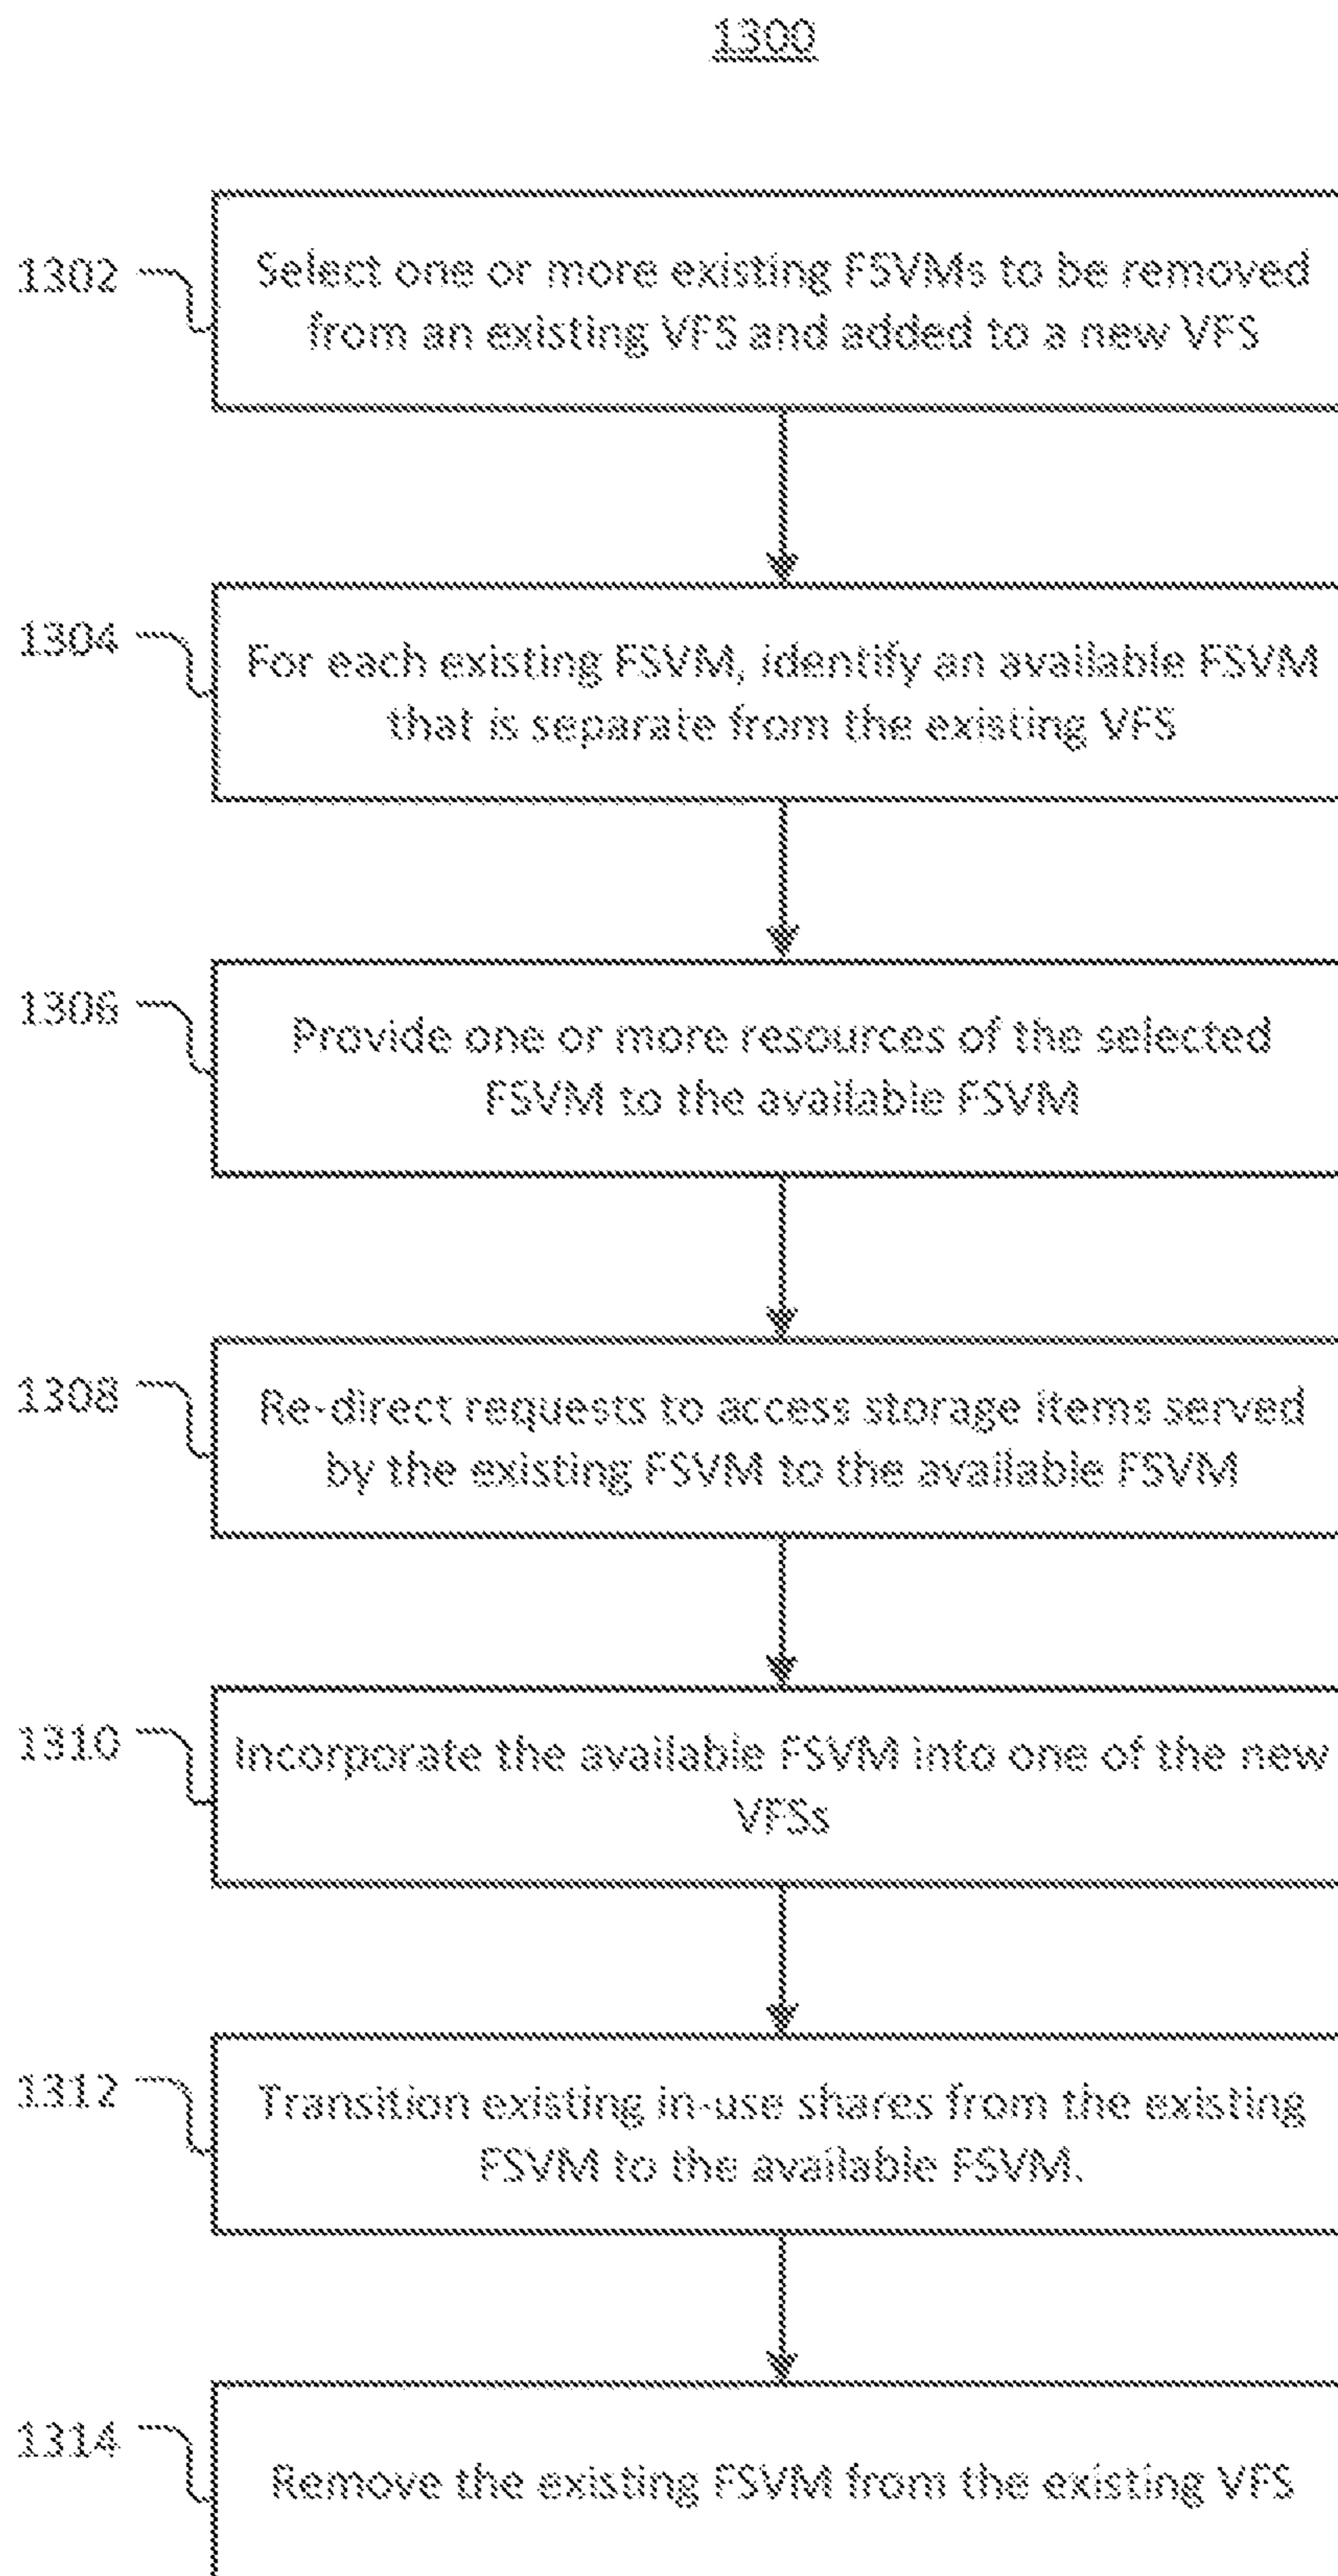 1300
1302
Select one or more existing FSVMs to be removed
from an existing VFS and added to a new VFS
1304
For each existing FSVM, identify an available FSVM
that is separate from the existing VFS
1306
Provide one or more resources of the selected
FSVM to the available FSVM
1308
Re-direct requests to access storage items served
by the existing FSVM to the available FSVM
1310
Incorporate the available FSVM into one of the new
VFSs
1312
Transition existing in-use shares from the existing
FSVM to the available FSVM.
1314
Remove the existing FSVM from the existing VFS